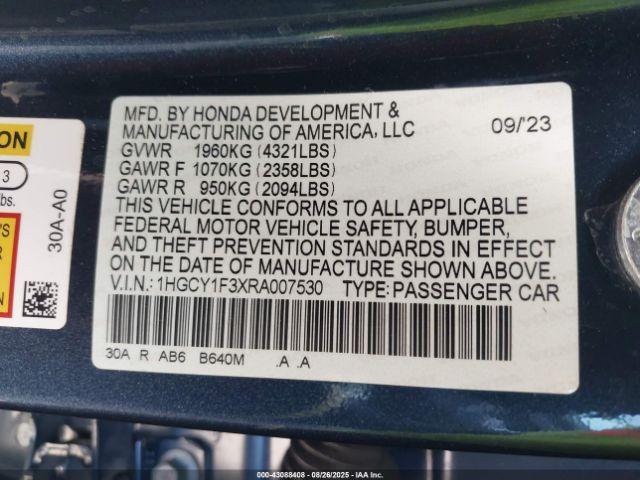 MFD. BY HONDA DEVELOPMENT &
MANUFACTURING OF AMERICA, LLC 09/'23
GVWR 1960KG (4321LBS)
GAWR F 1070KG (2358LBS)
GAWR R 950KG (2094LBS)
THIS VEHICLE CONFORMS TO ALL APPLICABLE
FEDERAL MOTOR VEHICLE SAFETY, BUMPER,
AND THEFT PREVENTION STANDARDS IN EFFECT
ON THE DATE OF MANUFACTURE SHOWN ABOVE.
V.I.N.: 1HGCY1F3XRA007530 TYPE: PASSENGER CAR
30A R AB6 B640M .A .A
ON
3
bs.
'S
R
30A-A0
000-43088408 - 08/26/2025 - IAA Inc.